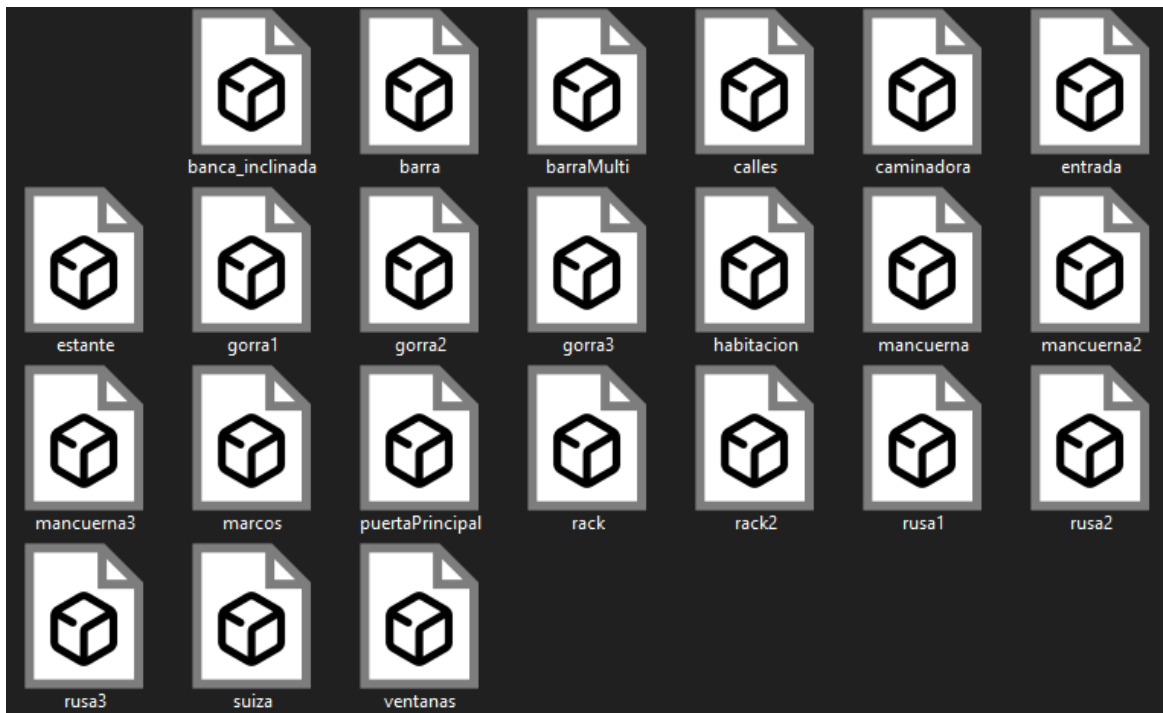 banca_inclinada barra barraMulti calles caminadora entrada
estante gorra1 gorra2 gorra3 habitacion mancuerna mancuerna2
mancuerna3 marcos puertaPrincipal rack rack2 rusa1 rusa2
rusa3 suiza ventanas